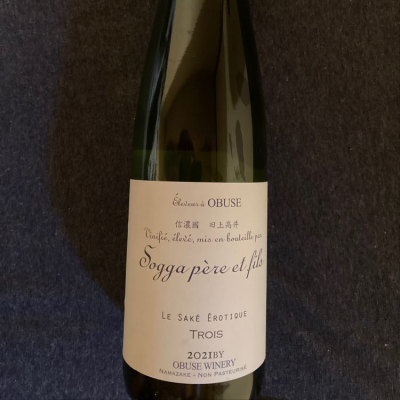 Éleveur à OBUSE
信濃國 旧上高井
Vinifié, élevé, mis en bouteille par
Sogga père et fils
LE SAKÉ ÉROTIQUE
TROIS
2021BY
OBUSE WINERY
NAMAZAKE - NON PASTEURISÉ